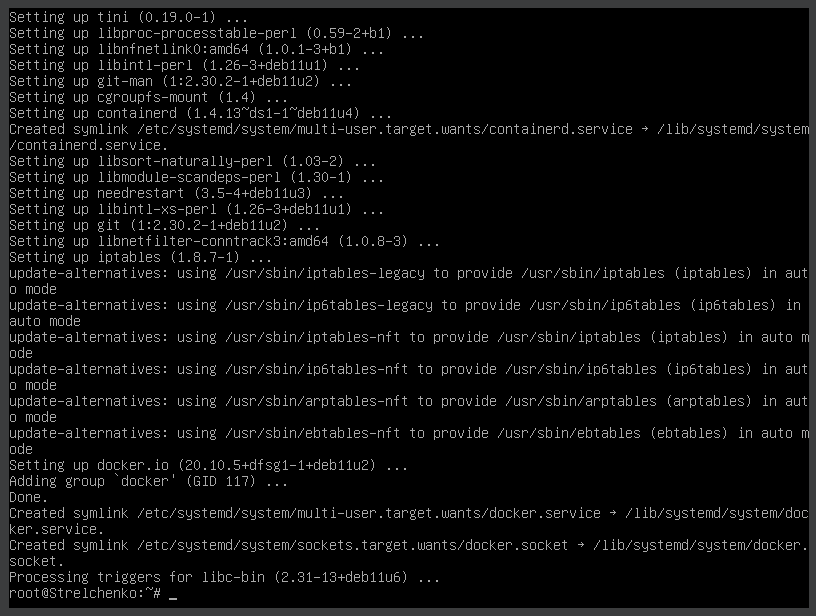 Setting up tini (0.19.0-1) ...
Setting up libproc-processtable-perl (0.59-2+b1) ...
Setting up libnfnetlink0:amd64 (1.0.1-3+b1) ...
Setting up libintl-perl (1.26-3+deb11u1) ...
Setting up git-man (1:2.30.2-1+deb11u2) ...
Setting up cgroupfs-mount (1.4) ...
Setting up containerd (1.4.13~ds1-1~deb11u4) ...
Created symlink /etc/systemd/system/multi-user.target.wants/containerd.service → /lib/systemd/system
/containerd.service.
Setting up libsort-naturally-perl (1.03-2) ...
Setting up libmodule-scandeps-perl (1.30-1) ...
Setting up needrestart (3.5-4+deb11u3) ...
Setting up libintl-xs-perl (1.26-3+deb11u1) ...
Setting up git (1:2.30.2-1+deb11u2) ...
Setting up libnetfilter-conntrack3:amd64 (1.0.8-3) ...
Setting up iptables (1.8.7-1) ...
update-alternatives: using /usr/sbin/iptables-legacy to provide /usr/sbin/iptables (iptables) in aut
o mode
update-alternatives: using /usr/sbin/ip6tables-legacy to provide /usr/sbin/ip6tables (ip6tables) in
auto mode
update-alternatives: using /usr/sbin/iptables-nft to provide /usr/sbin/iptables (iptables) in auto m
ode
update-alternatives: using /usr/sbin/ip6tables-nft to provide /usr/sbin/ip6tables (ip6tables) in aut
o mode
update-alternatives: using /usr/sbin/arptables-nft to provide /usr/sbin/arptables (arptables) in aut
o mode
update-alternatives: using /usr/sbin/ebtables-nft to provide /usr/sbin/ebtables (ebtables) in auto m
ode
Setting up docker.io (20.10.5+dfsg1-1+deb11u2) ...
Adding group `docker' (GID 117) ...
Done.
Created symlink /etc/systemd/system/multi-user.target.wants/docker.service → /lib/systemd/system/doc
ker.service.
Created symlink /etc/systemd/system/sockets.target.wants/docker.socket → /lib/systemd/system/docker.
socket.
Processing triggers for libc-bin (2.31-13+deb11u6) ...
root@Strelchenko:~# _